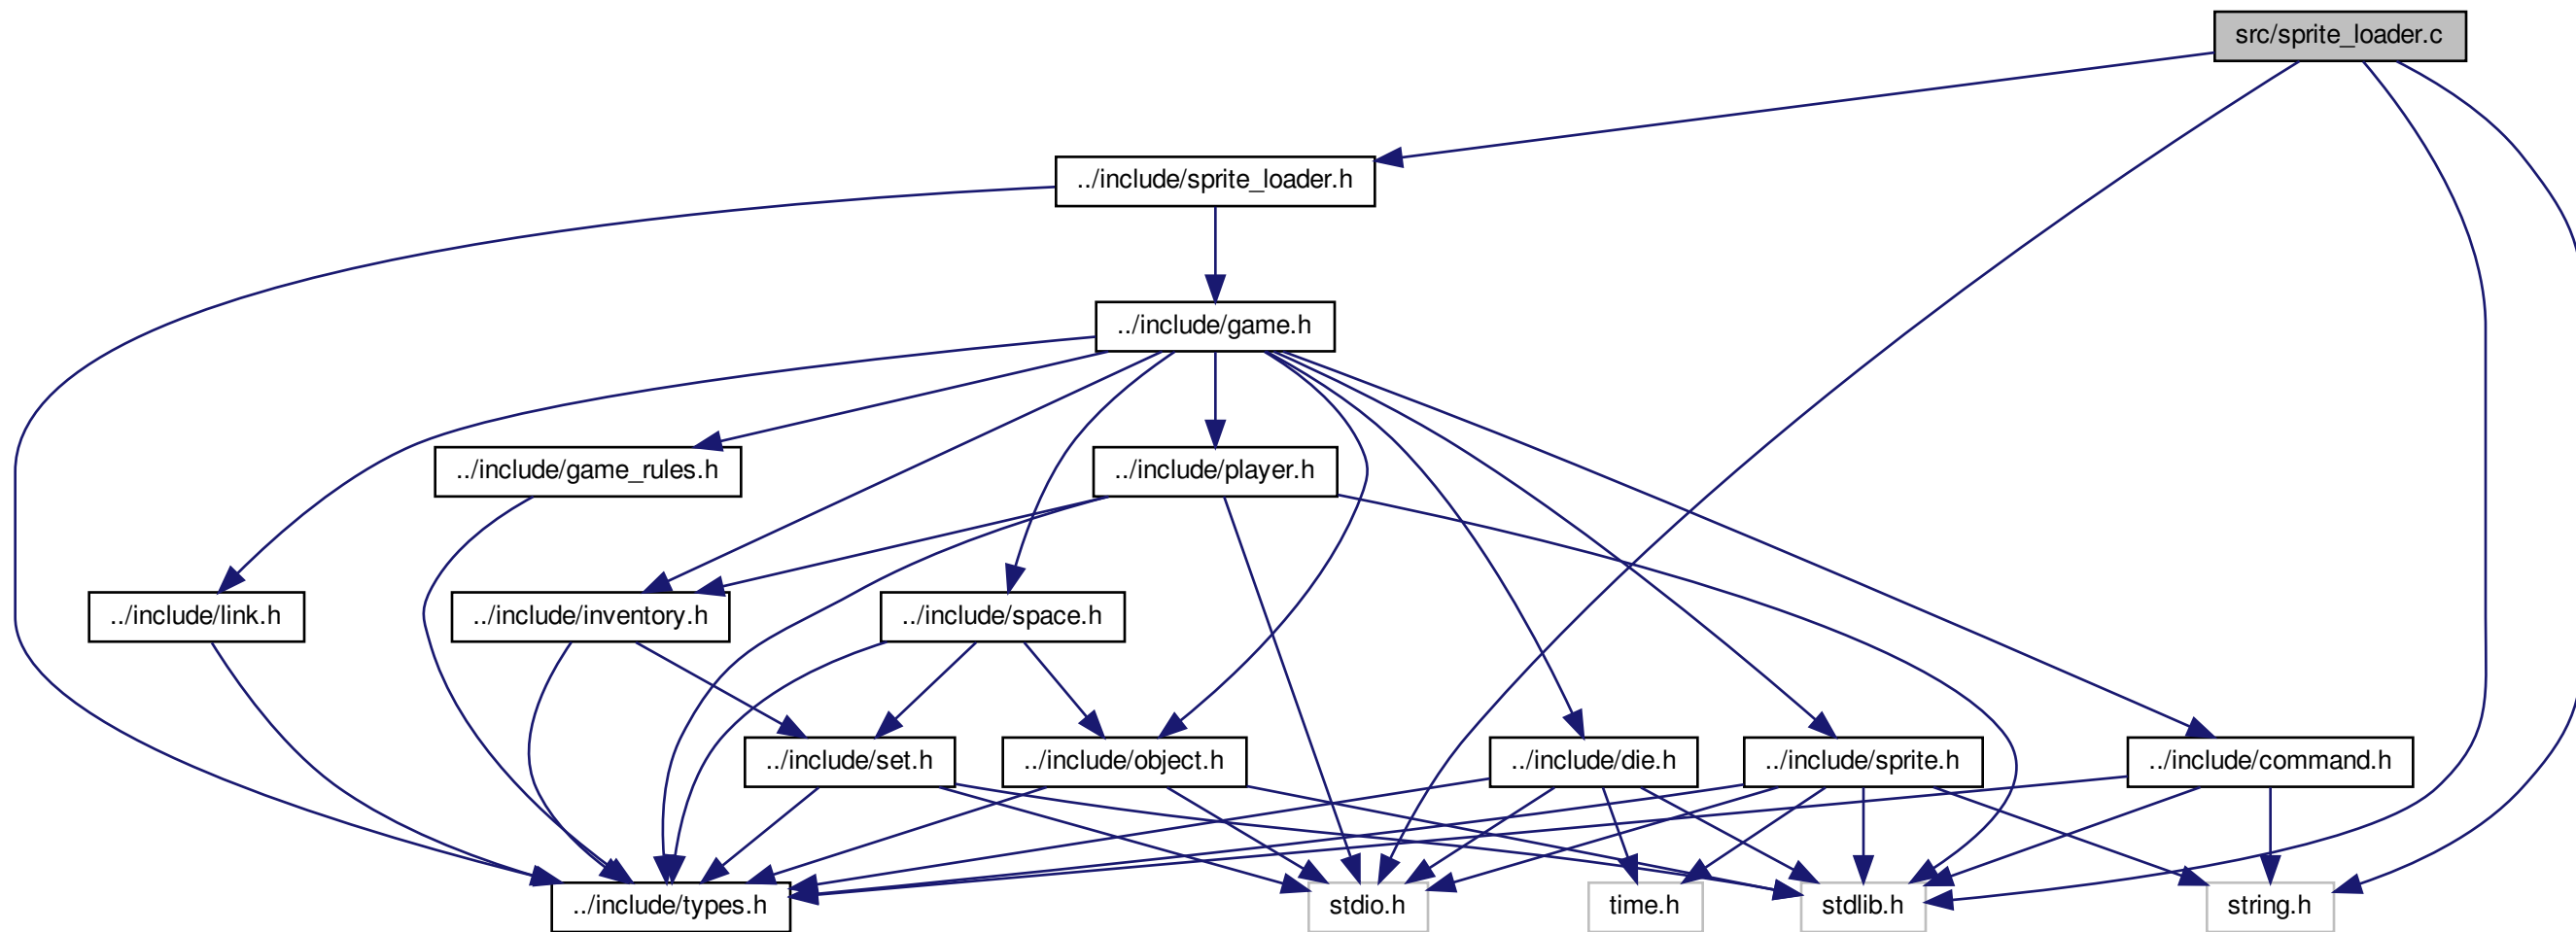 src/sprite_loader.c
../include/sprite_loader.h
../include/game.h
../include/game_rules.h
../include/player.h
../include/link.h
../include/inventory.h
../include/space.h
../include/set.h
../include/object.h
../include/die.h
../include/sprite.h
../include/command.h
../include/types.h
stdio.h
time.h
stdlib.h
string.h